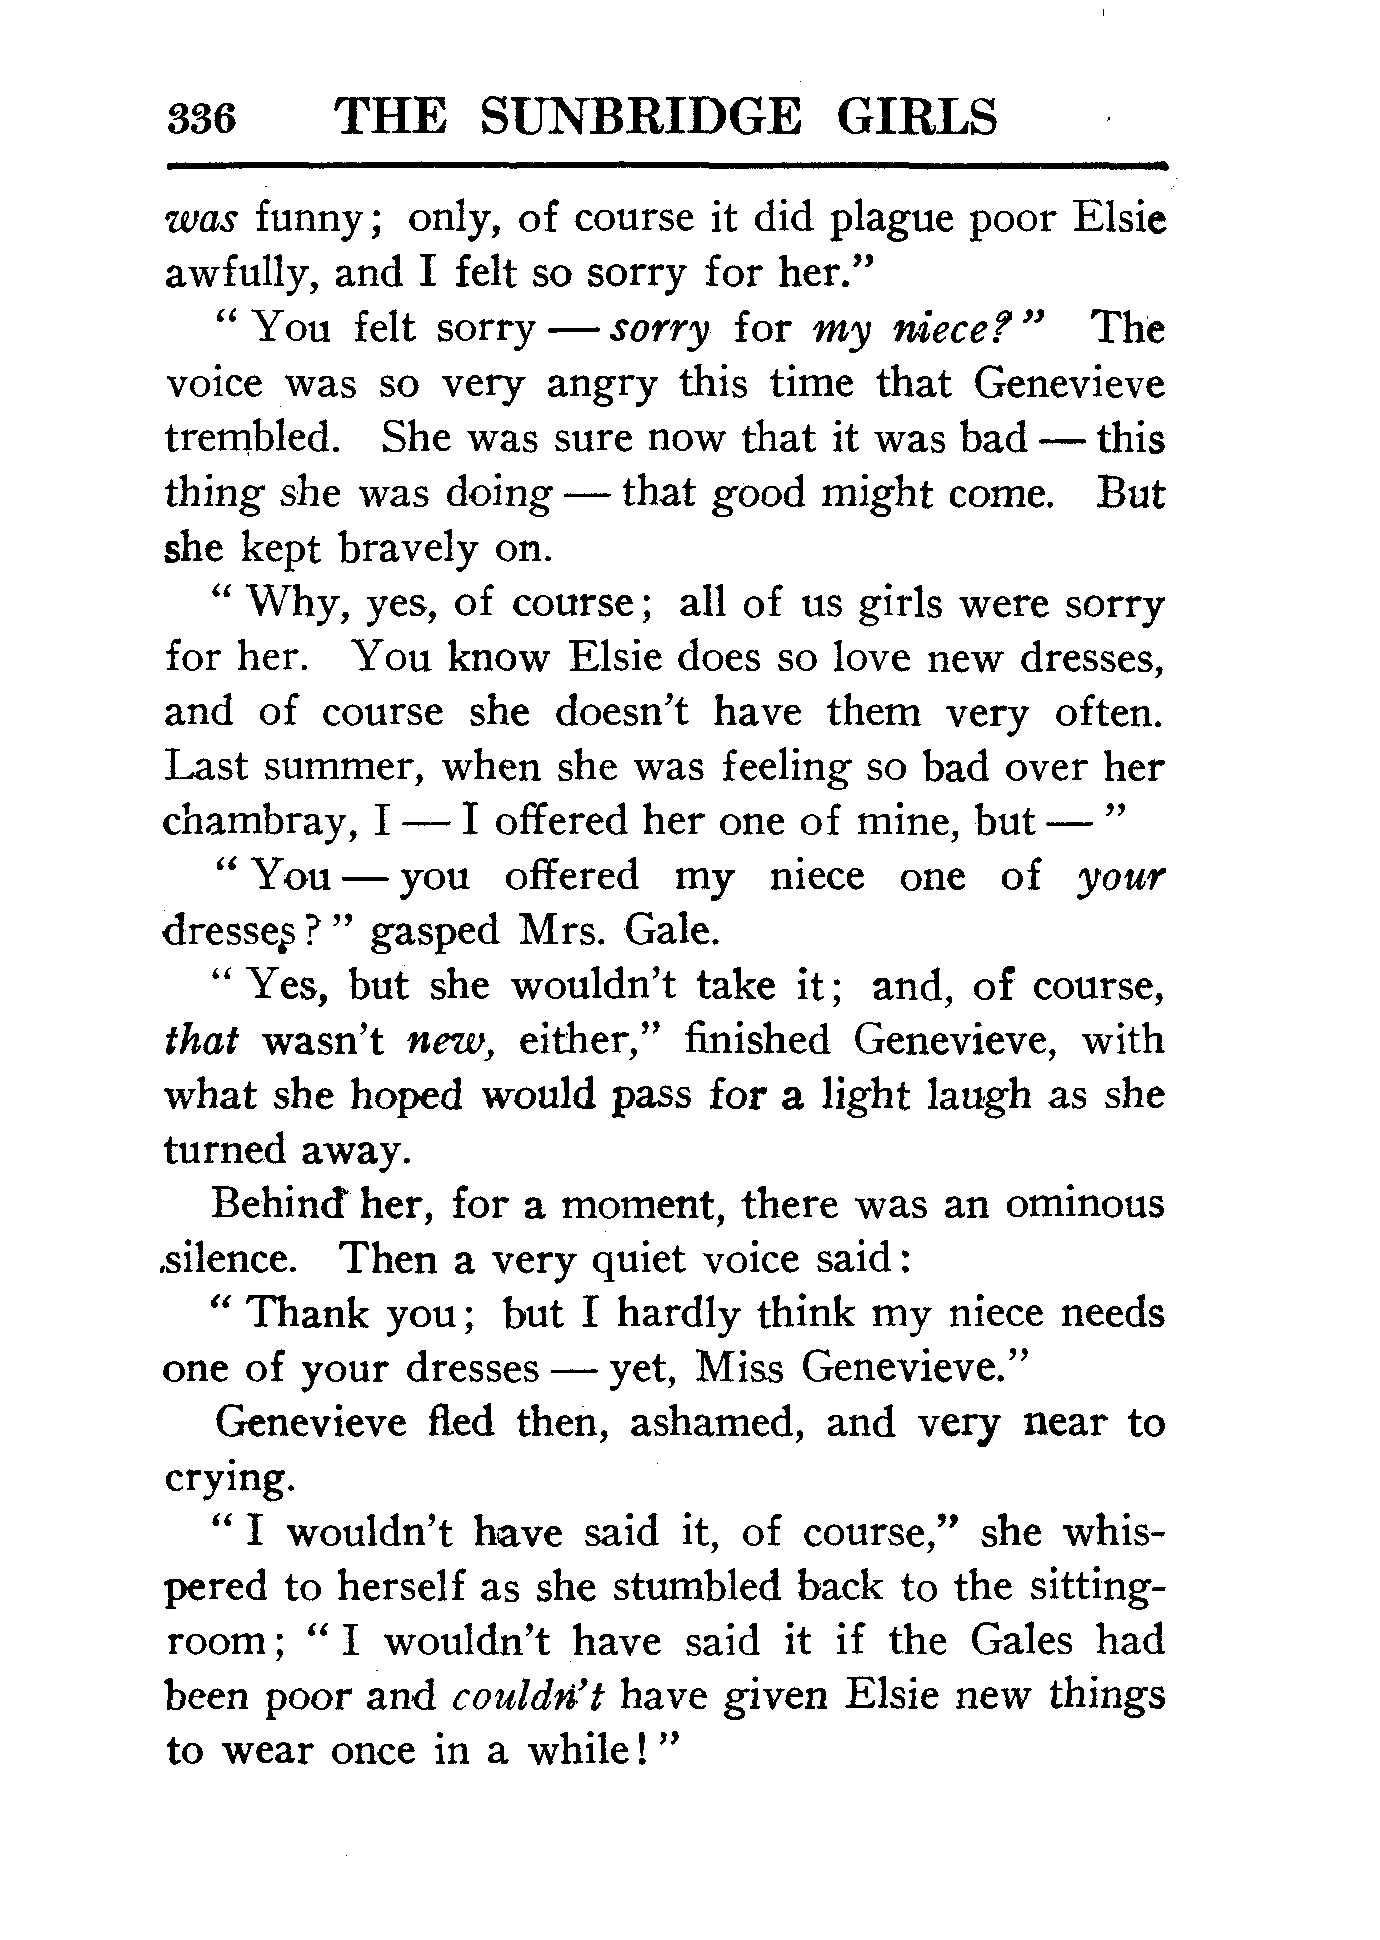 336 THE SUNBRIDGE GIRLS
was funny; only, of course it did plague poor Elsie
awfully, and I felt so sorry for her.”
“ You felt sorry — sorry for my niece? ” The
voice was so very angry this time that Genevieve
trembled. She was sure now that it was bad — this
thing she was doing — that good might come. But
she kept bravely on.
“ Why, yes, of course; all of us girls were sorry
for her. You know Elsie does so love new dresses,
and of course she doesn’t have them very often.
Last summer, when she was feeling so bad over her
chambray, I — I offered her one of mine, but — ”
“ You — you offered my niece one of your
dresses? ” gasped Mrs. Gale.
“ Yes, but she wouldn’t take it; and, of course,
that wasn’t new, either,” finished Genevieve, with
what she hoped would pass for a light laugh as she
turned away.
Behind her, for a moment, there was an ominous
silence. Then a very quiet voice said:
“ Thank you; but I hardly think my niece needs
one of your dresses — yet, Miss Genevieve.”
Genevieve fled then, ashamed, and very near to
crying.
“ I wouldn’t have said it, of course,” she whis-
pered to herself as she stumbled back to the sitting-
room; “ I wouldn’t have said it if the Gales had
been poor and couldn’t have given Elsie new things
to wear once in a while! ”